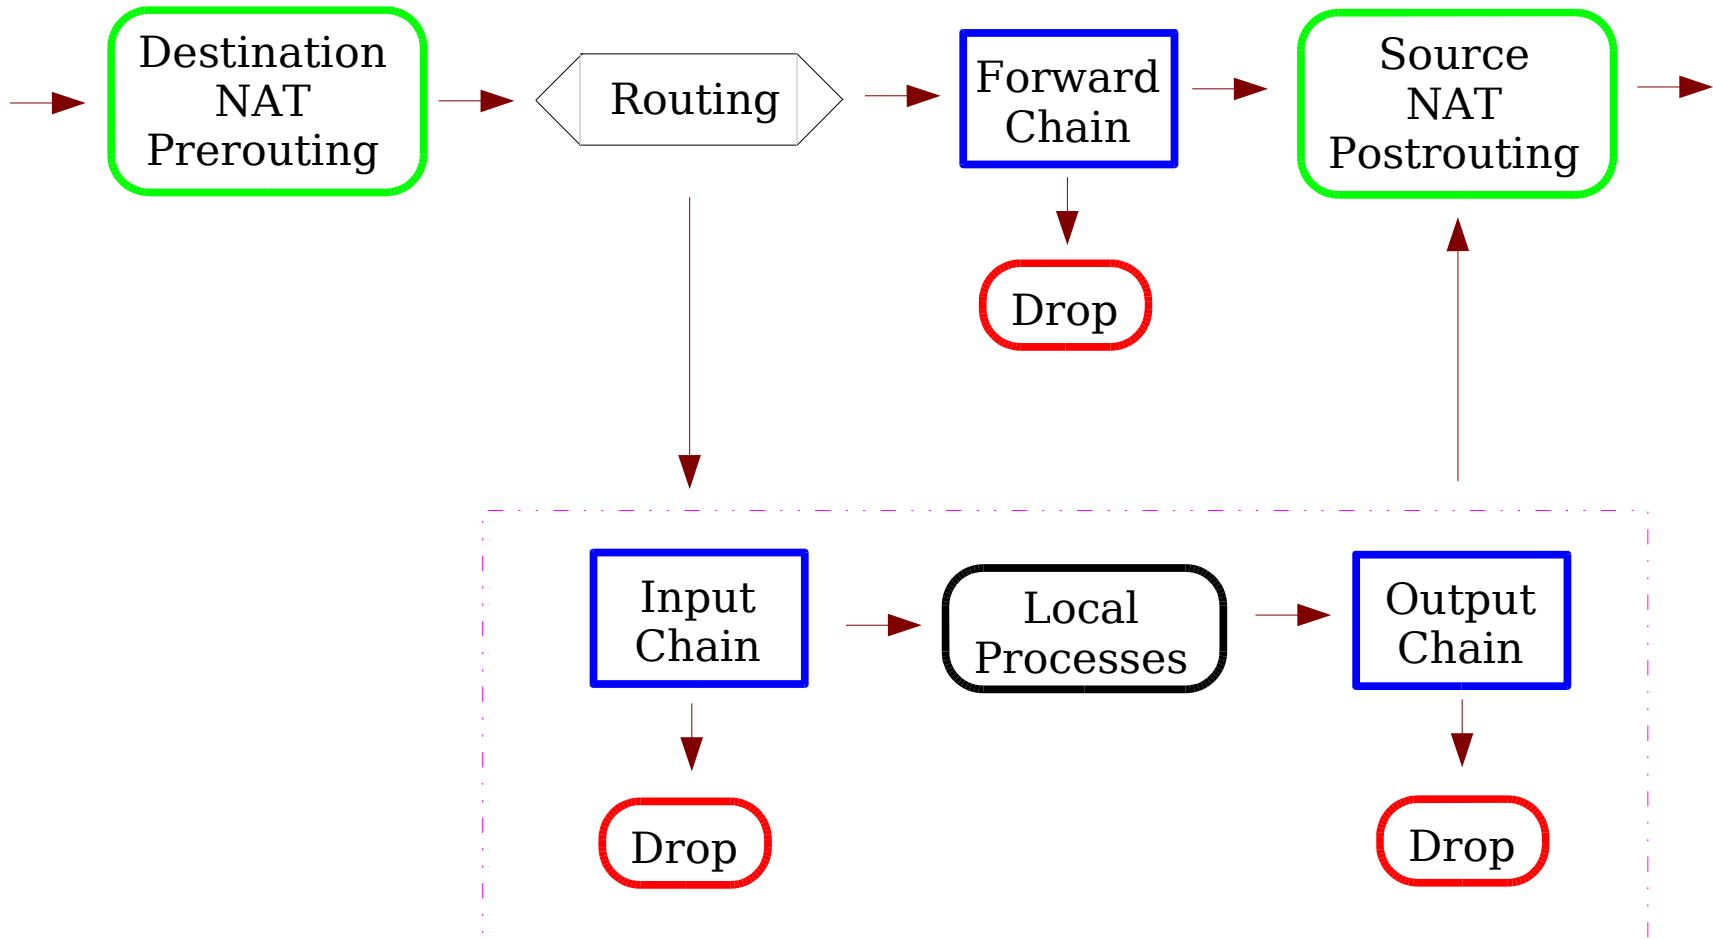 Destination
NAT
Prerouting
Routing
Forward
Chain
Source
NAT
Postrouting
Drop
Input
Chain
Local
Processes
Output
Chain
Drop
Drop